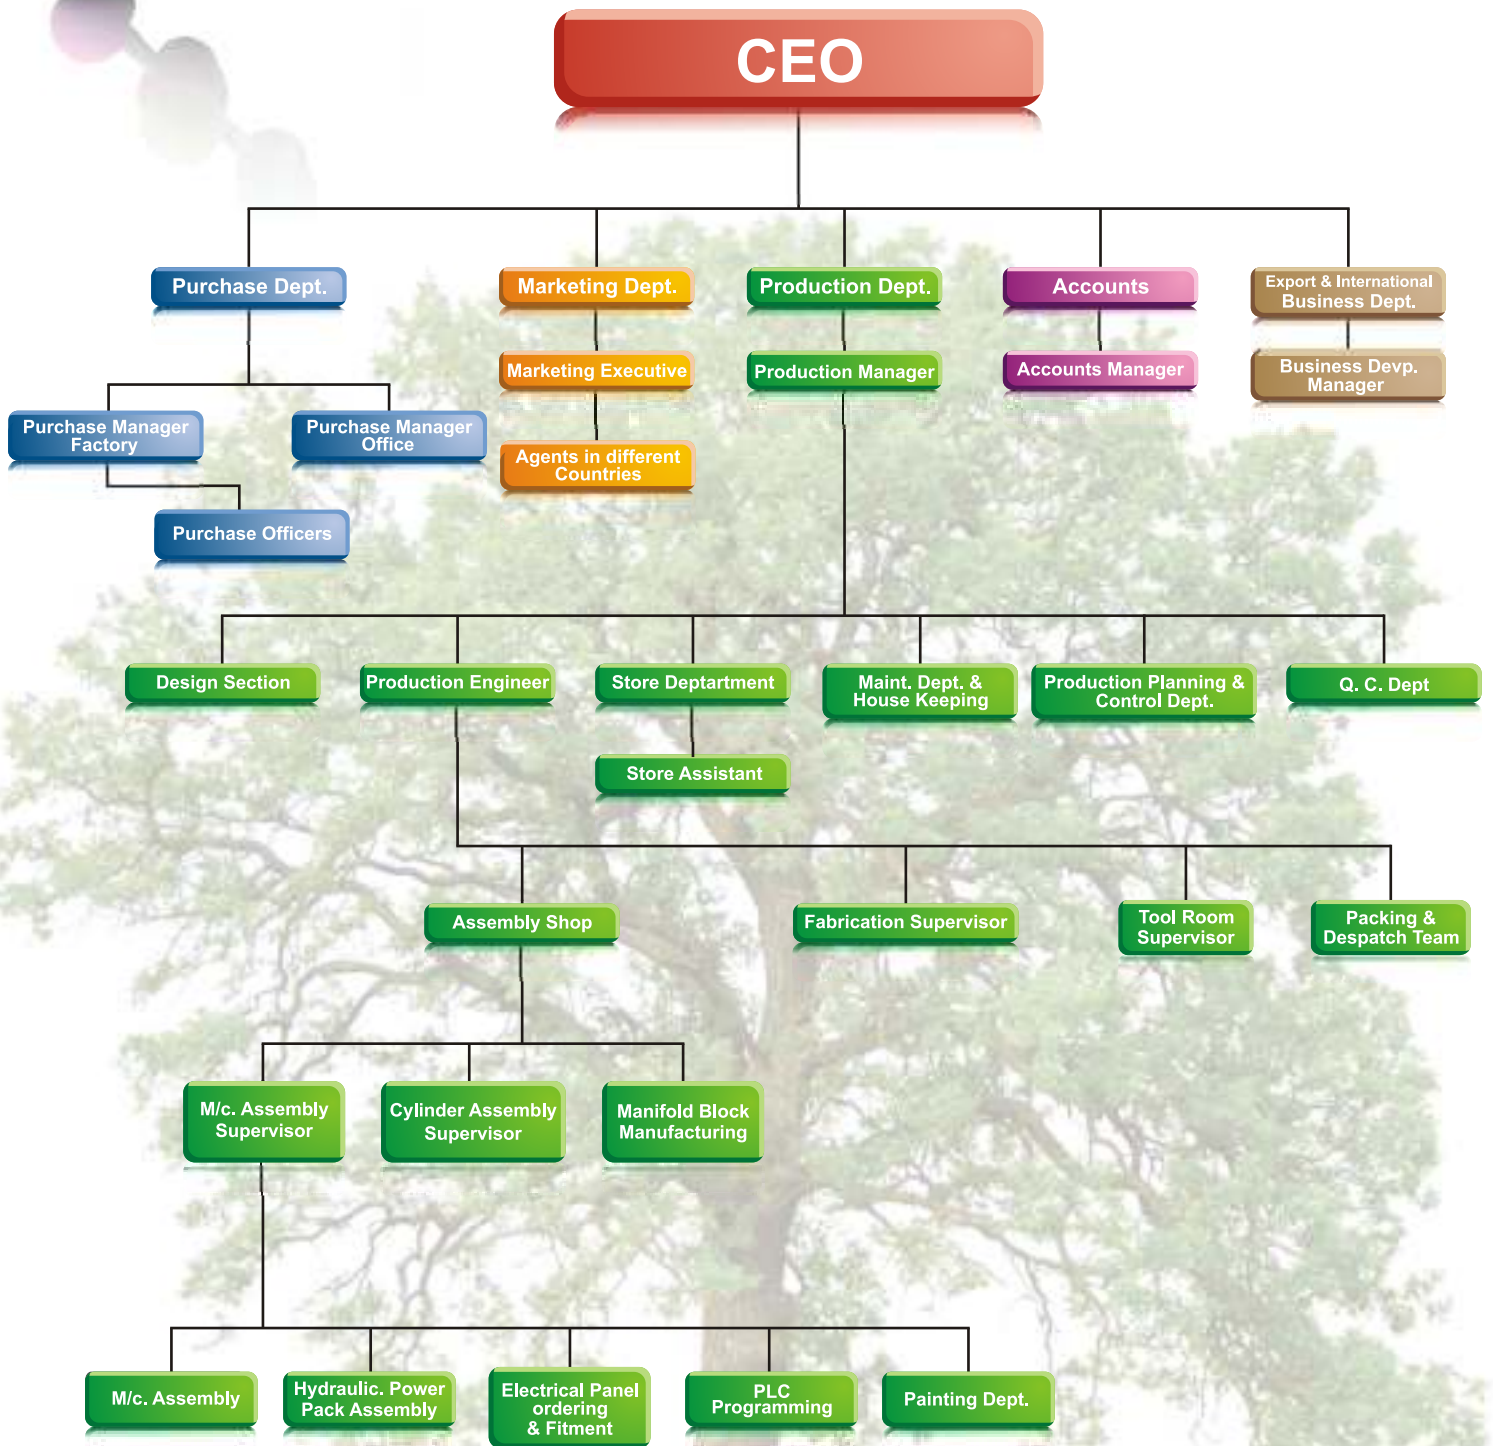 CEO
Purchase Dept.
Marketing Dept.
Production Dept.
Accounts
Export & International
Business Dept.
Marketing Executive
Production Manager
Accounts Manager
Business Devp.
Manager
Purchase Manager
Factory
Purchase Manager
Office
Agents in different
Countries
Purchase Officers
Design Section
Production Engineer
Store Deptartment
Maint. Dept. &
House Keeping
Production Planning &
Control Dept.
Q. C. Dept
Store Assistant
Assembly Shop
Fabrication Supervisor
Tool Room
Supervisor
Packing &
Despatch Team
M/c. Assembly
Supervisor
Cylinder Assembly
Supervisor
Manifold Block
Manufacturing
M/c. Assembly
Hydraulic. Power
Pack Assembly
Electrical Panel
ordering
& Fitment
PLC
Programming
Painting Dept.